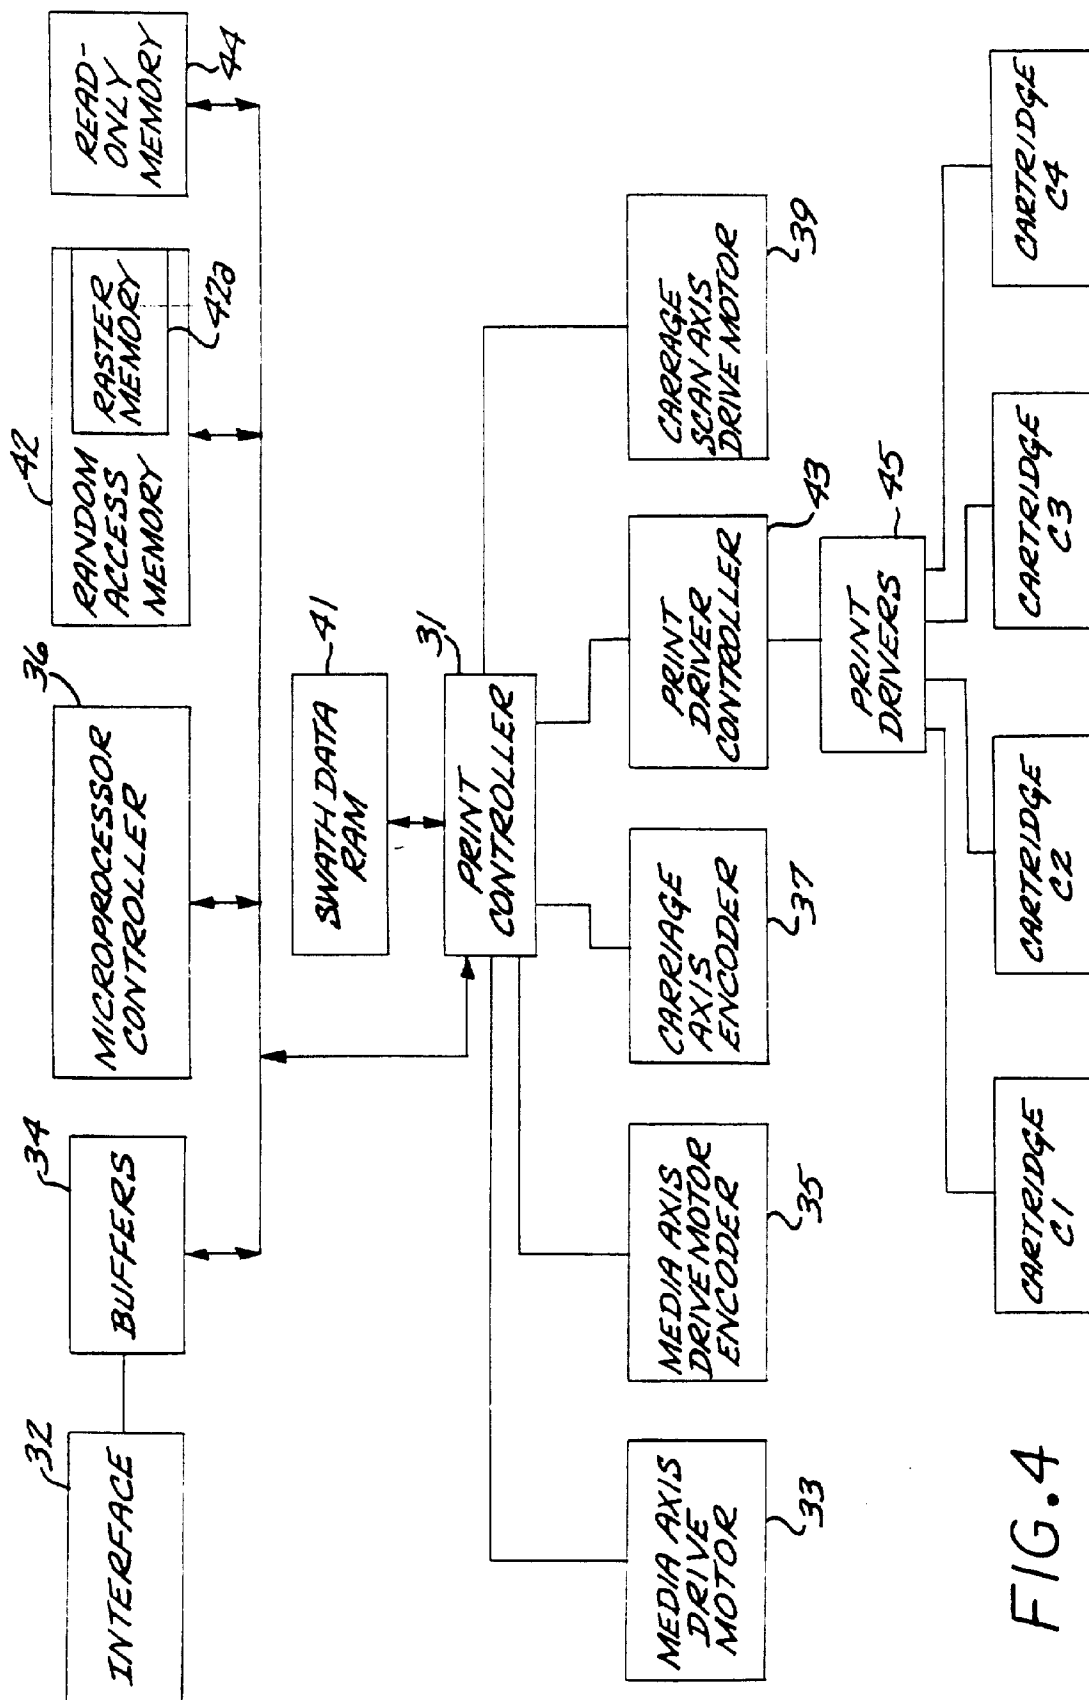 32
INTERFACE
34
BUFFERS
36
MICROPROCESSOR
CONTROLLER
42
RANDOM
ACCESS
MEMORY
RASTER
MEMORY
42a
READ-
ONLY
MEMORY
44
SWATH DATA
RAM
41
PRINT
CONTROLLER
31
MEDIA AXIS
DRIVE
MOTOR
33
MEDIA AXIS
DRIVE MOTOR
ENCODER
35
CARRIAGE
AXIS
ENCODER
37
PRINT
DRIVER
CONTROLLER
43
CARRAGE
SCAN AXIS
DRIVE MOTOR
39
PRINT
DRIVERS
45
CARTRIDGE
C1
CARTRIDGE
C2
CARTRIDGE
C3
CARTRIDGE
C4
FIG. 4